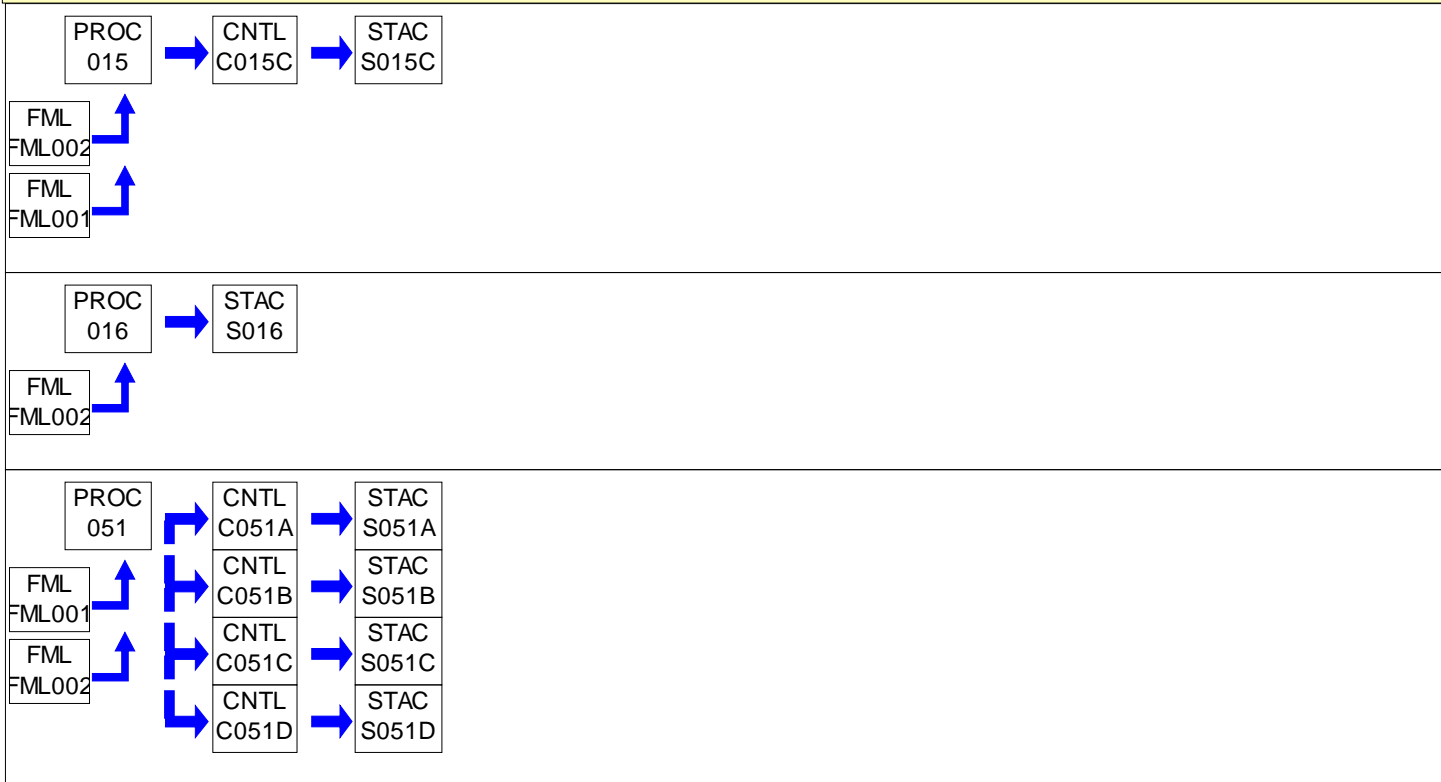 PROC
015
CNTL
C015C
STAC
S015C
FML
FML002
FML
FML001
PROC
016
STAC
S016
FML
FML002
PROC
051
CNTL
C051A
STAC
S051A
CNTL
C051B
STAC
S051B
FML
FML001
CNTL
C051C
STAC
S051C
FML
FML002
CNTL
C051D
STAC
S051D